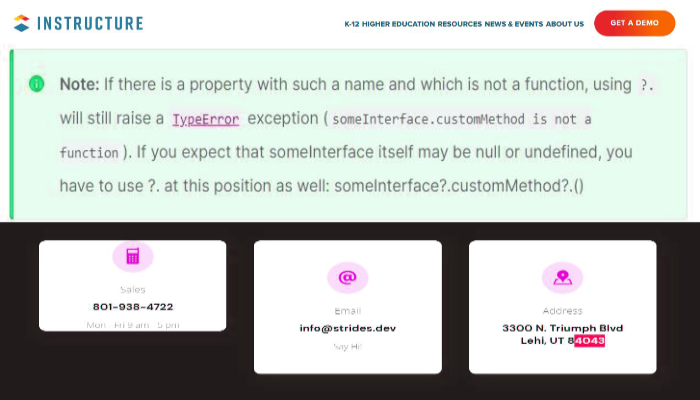 INSTRUCTURE
K-12 HIGHER EDUCATION RESOURCES NEWS & EVENTS ABOUT US
GET A DEMO
Note: If there is a property with such a name and which is not a function, using ?.
will still raise a TypeError exception (someInterface.customMethod is not a
function). If you expect that someInterface itself may be null or undefined, you
have to use ?. at this position as well: someInterface?.customMethod?.()
Sales
801-938-4722
Mon - Fri 9 am - 5 pm
Email
info@strides.dev
Say Hi!
Address
3300 N. Triumph Blvd
Lehi, UT 84043